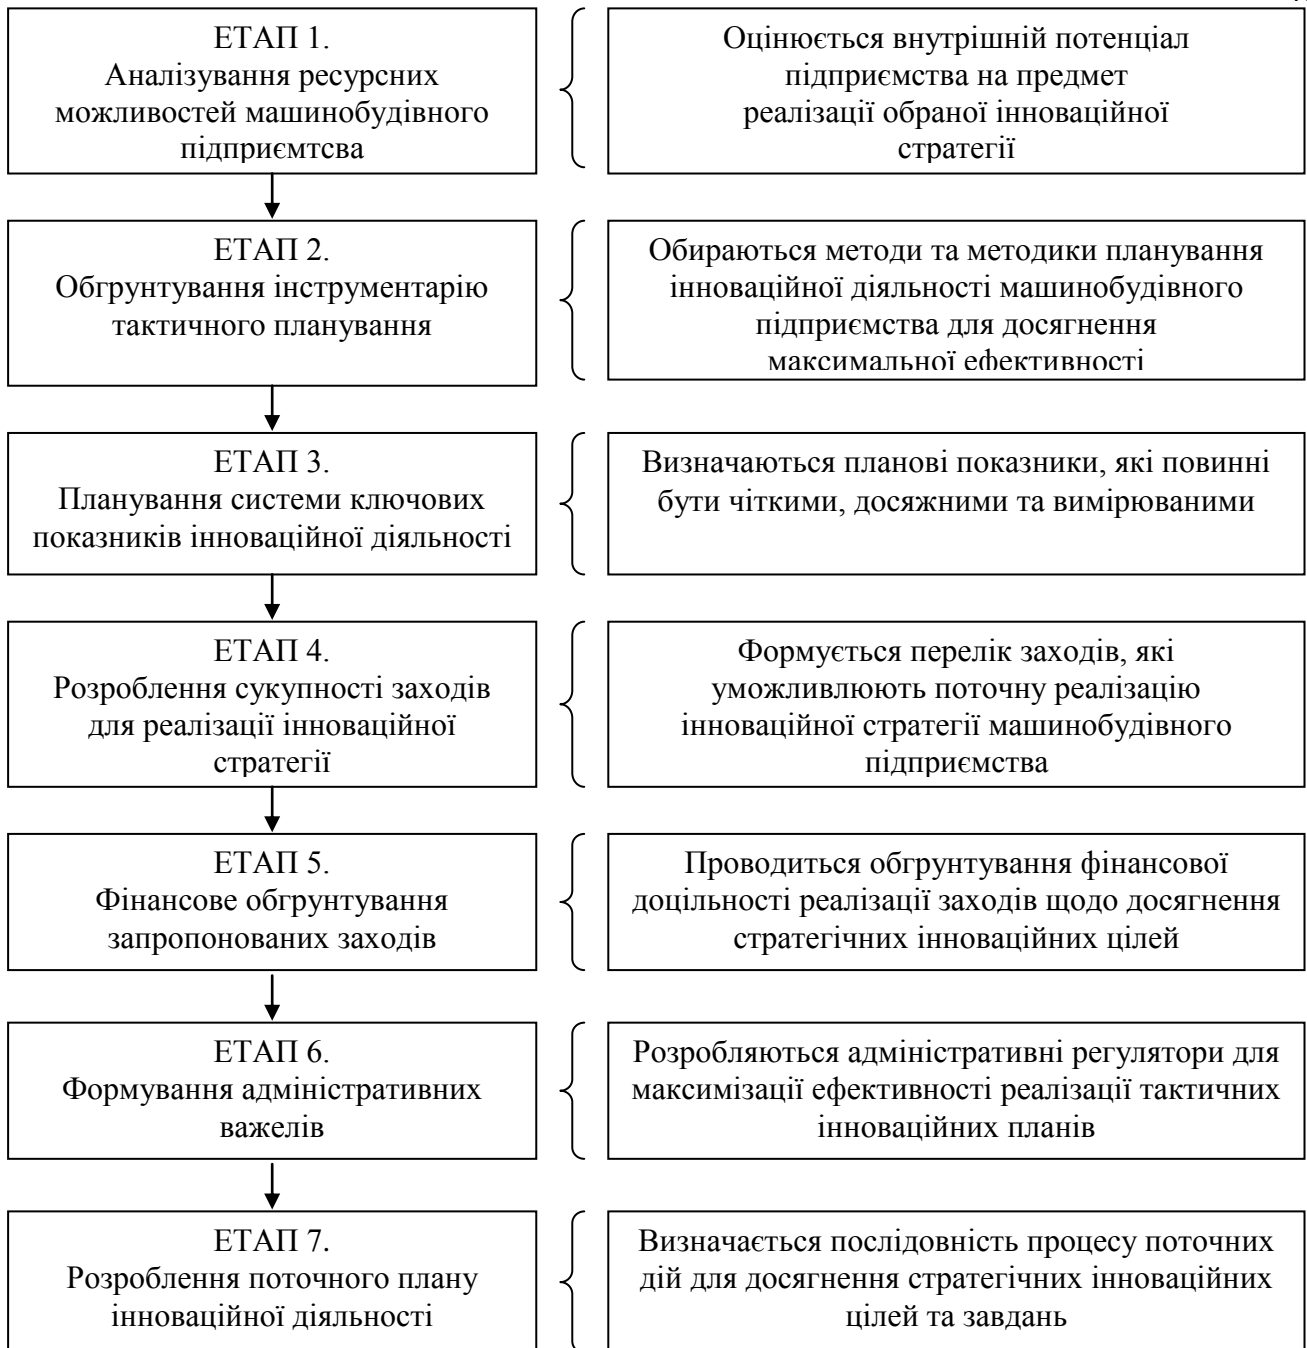 ЕТАП 1.
Аналізування ресурсних
можливостей машинобудівного
підприємтсва
Оцінюється внутрішній потенціал
підприємства на предмет
реалізації обраної інноваційної
стратегії
ЕТАП 2.
Обгрунтування інструментарію
тактичного планування
Обираються методи та методики планування
інноваційної діяльності машинобудівного
підприємства для досягнення
максимальної ефективності
ЕТАП 3.
Планування системи ключових
показників інноваційної діяльності
Визначаються планові показники, які повинні
бути чіткими, досяжними та вимірюваними
ЕТАП 4.
Розроблення сукупності заходів
для реалізації інноваційної
стратегії
Формується перелік заходів, які
уможливлюють поточну реалізацію
інноваційної стратегії машинобудівного
підприємства
ЕТАП 5.
Фінансове обгрунтування
запропонованих заходів
Проводиться обгрунтування фінансової
доцільності реалізації заходів щодо досягнення
стратегічних інноваційних цілей
ЕТАП 6.
Формування адміністративних
важелів
Розробляються адміністративні регулятори для
максимізації ефективності реалізації тактичних
інноваційних планів
ЕТАП 7.
Розроблення поточного плану
інноваційної діяльності
Визначається послідовність процесу поточних
дій для досягнення стратегічних інноваційних
цілей та завдань